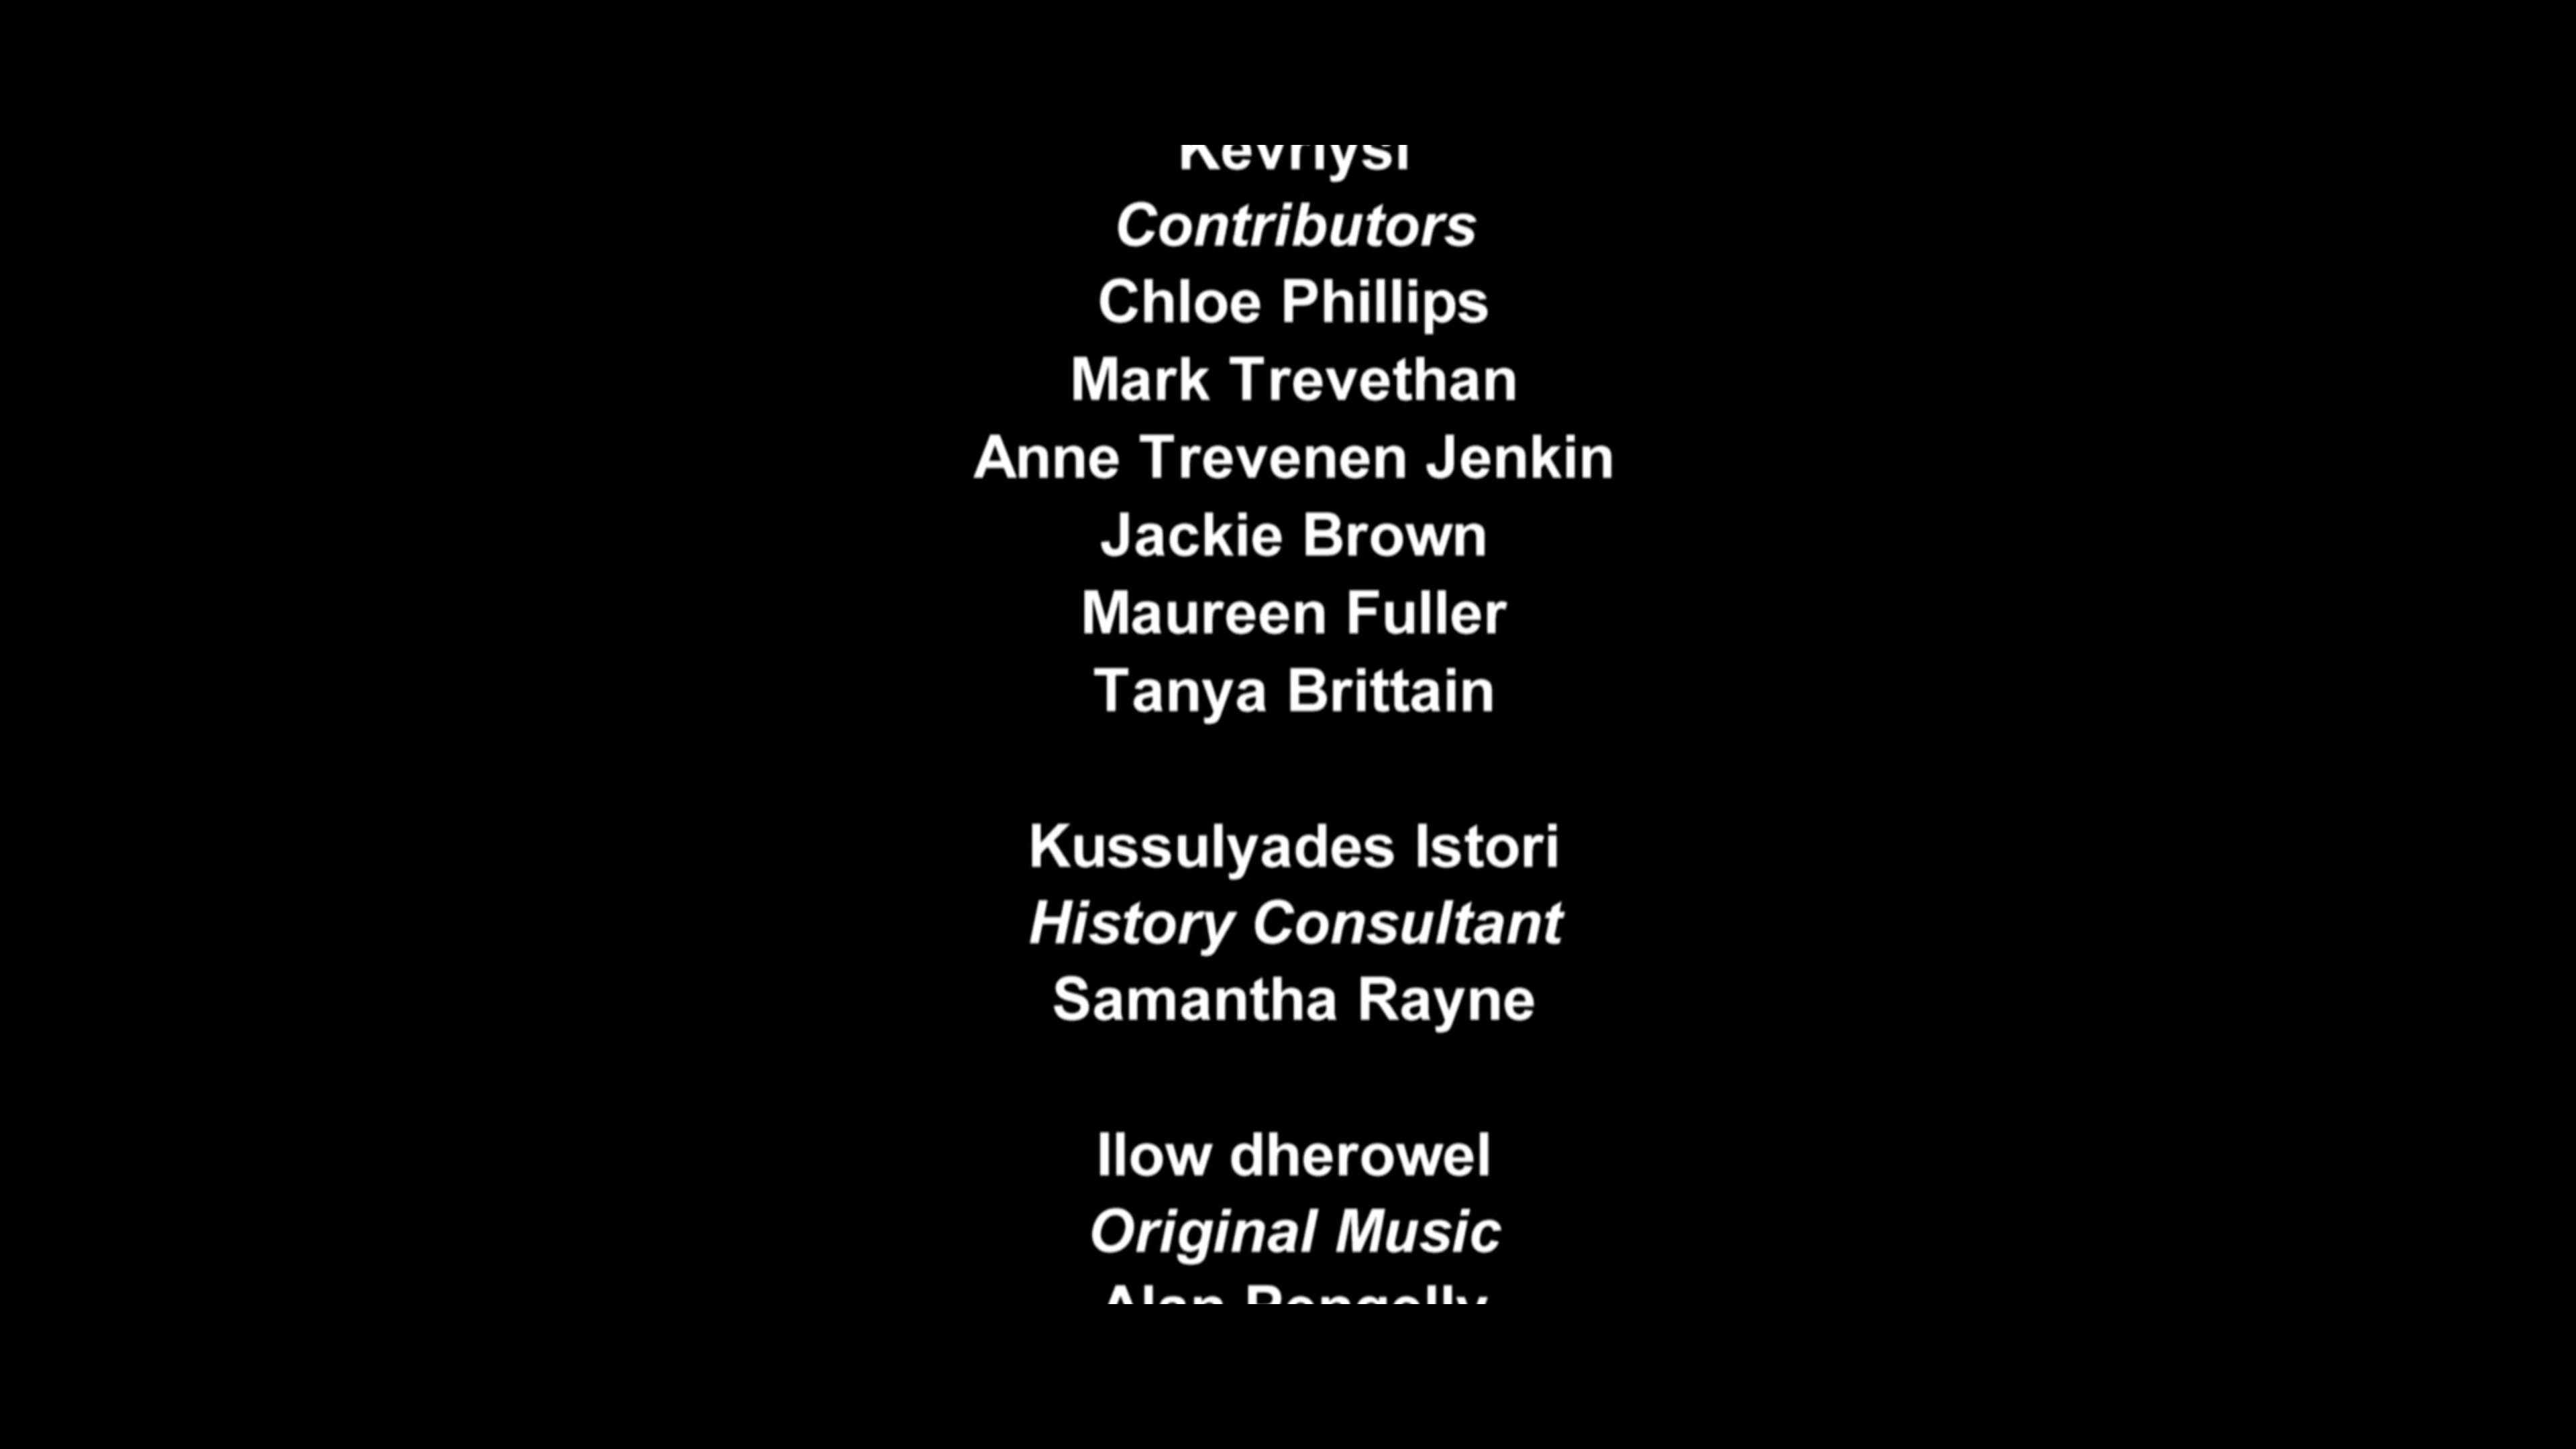 Kevriysi
Contributors
Chloe Phillips
Mark Trevethan
Anne Trevenen Jenkin
Jackie Brown
Maureen Fuller
Tanya Brittain
Kussulyades Istori
History Consultant
Samantha Rayne
Ilow dherowel
Original Music
Alan Pengelly